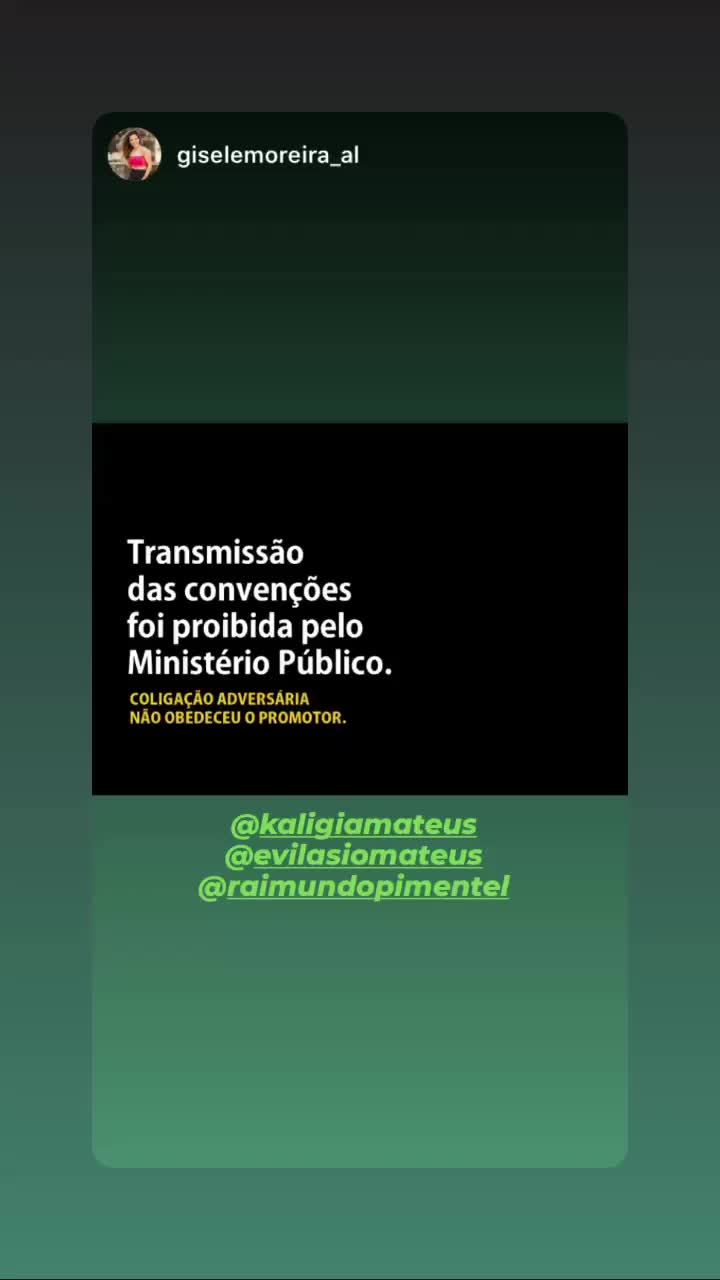 giselemoreira_al
Transmissão
das convenções
foi proibida pelo
Ministério Público.
COLIGAÇÃO ADVERSÁRIA
NÃO OBEDECEU O PROMOTOR.
@kaligiamateus
@evilasiomateus
@raimundopimentel